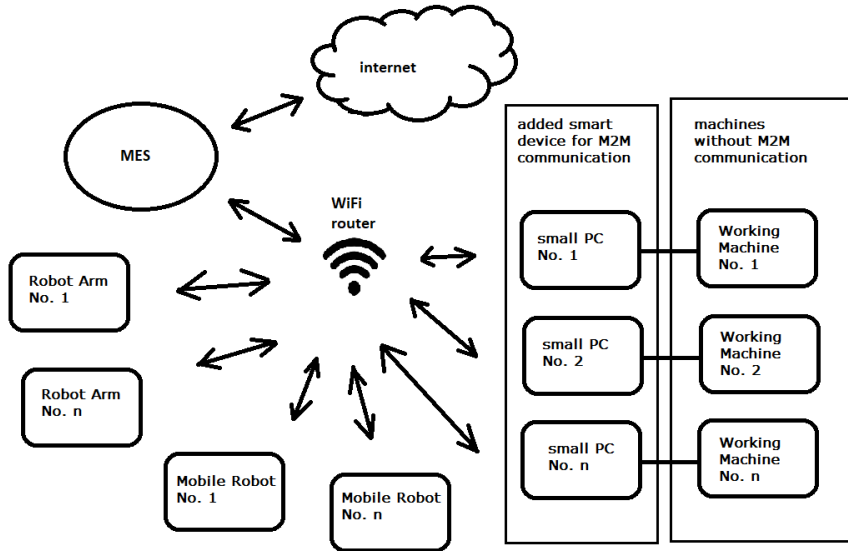 internet
MES
WiFi
router
added smart
device for M2M
communication
machines
without M2M
communication
small PC
No. 1
Working
Machine
No. 1
Robot Arm
No. 1
small PC
No. 2
Working
Machine
No. 2
Robot Arm
No. n
small PC
No. n
Working
Machine
No. n
Mobile Robot
No. 1
Mobile Robot
No. n